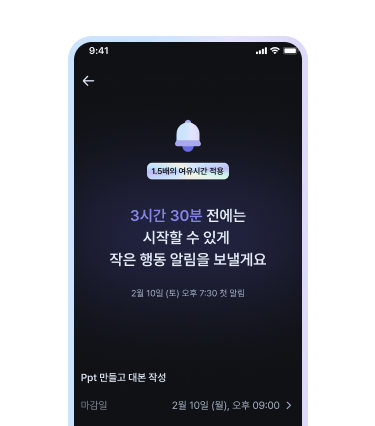 9:41
1.5배의 여유시간 적용
3시간 30분 전에는
시작할 수 있게
작은 행동 알림을 보낼게요
2월 10일 (토) 오후 7:30 첫 알림
Ppt 만들고 대본 작성
마감일 2월 10일 (월), 오후 09:00